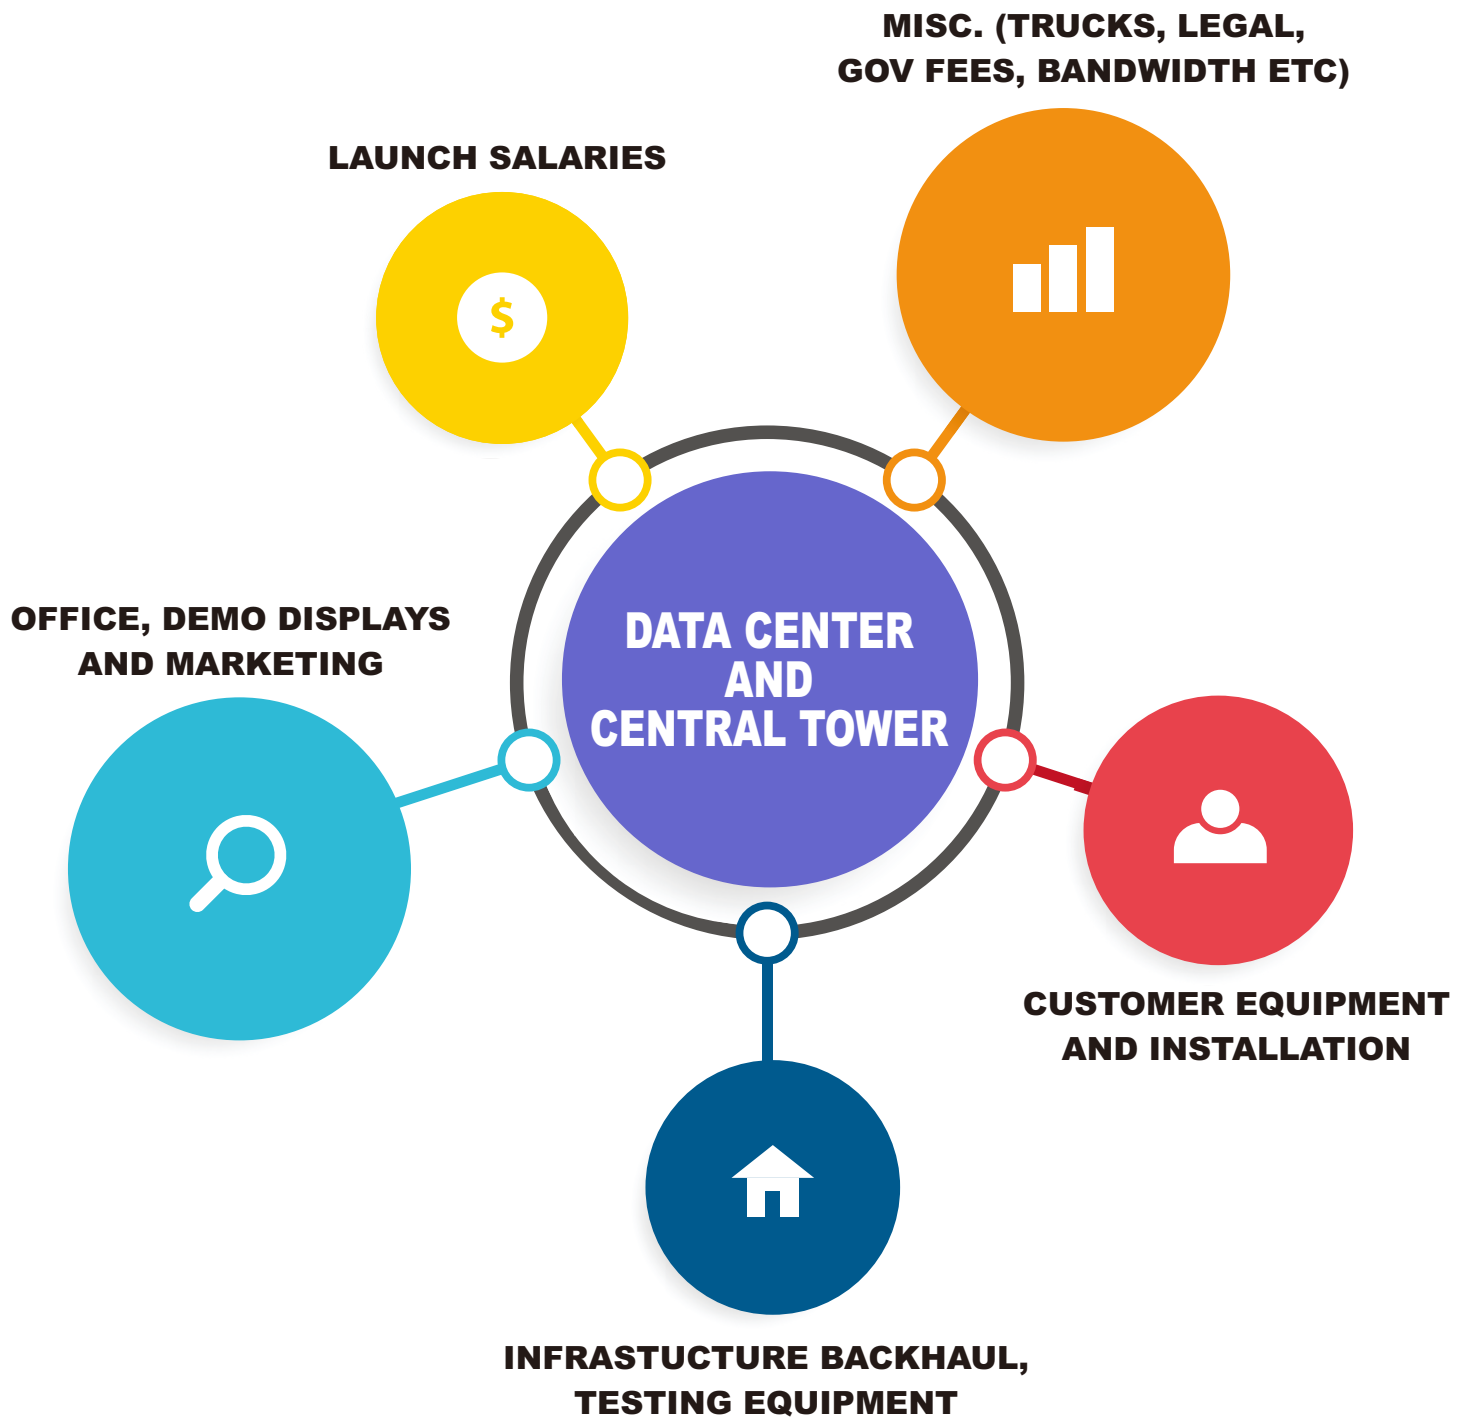 MISC. (TRUCKS, LEGAL,
GOV FEES, BANDWIDTH ETC)
LAUNCH SALARIES
$
OFFICE, DEMO DISPLAYS
AND MARKETING
DATA CENTER
AND
CENTRAL TOWER
CUSTOMER EQUIPMENT
AND INSTALLATION
INFRASTUCTURE BACKHAUL,
TESTING EQUIPMENT